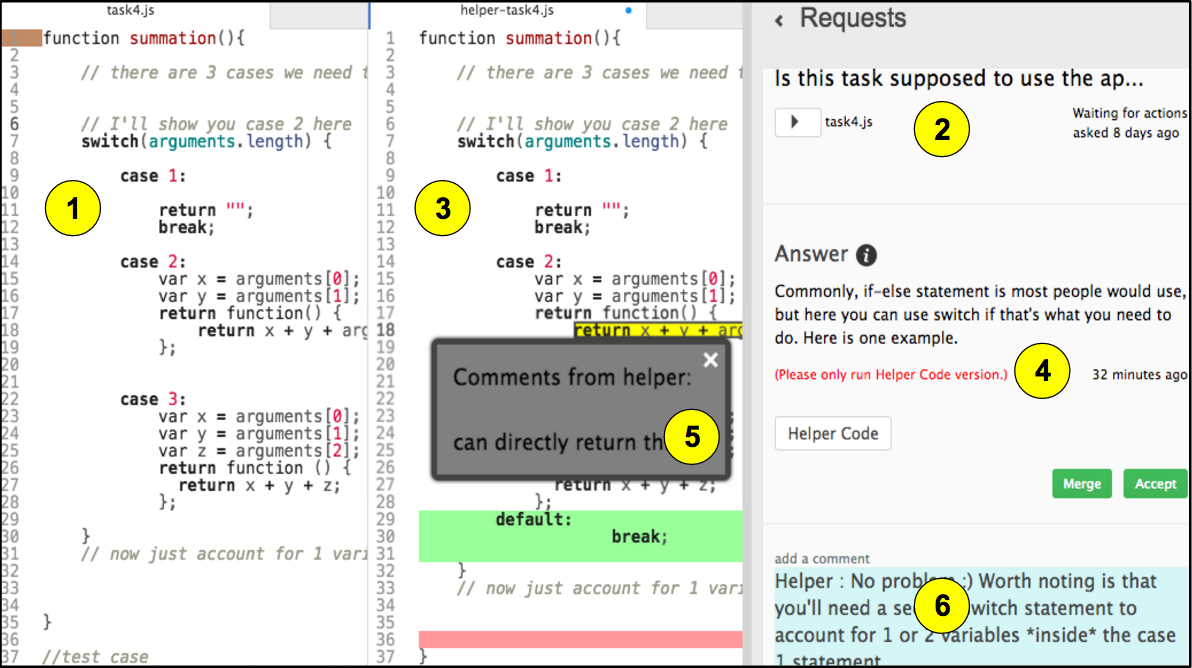 task4.js
1 function summation(){
2
3 // there are 3 cases we need t
4
5
6 // I'll show you case 2 here
7 switch(arguments.length) {
8
9 case 1:
10
11 return "";
12 break;
13
14 case 2:
15 var x = arguments[0];
16 var y = arguments[1];
17 return function() {
18 return x + y + arg
19 };
20
21
22 case 3:
23 var x = arguments[0];
24 var y = arguments[1];
25 var z = arguments[2];
26 return function () {
27 return x + y + z;
28 };
29
30 }
31 // now just account for 1 vari
32
33
34
35 }
36
37 //test case
1
helper-task4.js
1 function summation(){
2
3 // there are 3 cases we need t
4
5
6 // I'll show you case 2 here
7 switch(arguments.length) {
8
9 case 1:
10
11 return "";
12 break;
13
14 case 2:
15 var x = arguments[0];
16 var y = arguments[1];
17 return function() {
18 return x + y + arg
19
20
21
22
23
24
25
26
27 return x + y + z;
28 };
29 default:
30 break;
31
32 }
33 // now just account for 1 vari
34
35
36
37 }
3
Comments from helper:
can directly return
5
‹ Requests
Is this task supposed to use the ap...
task4.js
2
Waiting for actions
asked 8 days ago
Answer i
Commonly, if-else statement is most people would use,
but here you can use switch if that's what you need to
do. Here is one example.
(Please only run Helper Code version.)
4
32 minutes ago
Helper Code
Merge
Accept
add a comment
Helper : No problem :) Worth noting is that
you'll need a switch statement to
account for 1 or 2 variables *inside* the case
1 statement
6